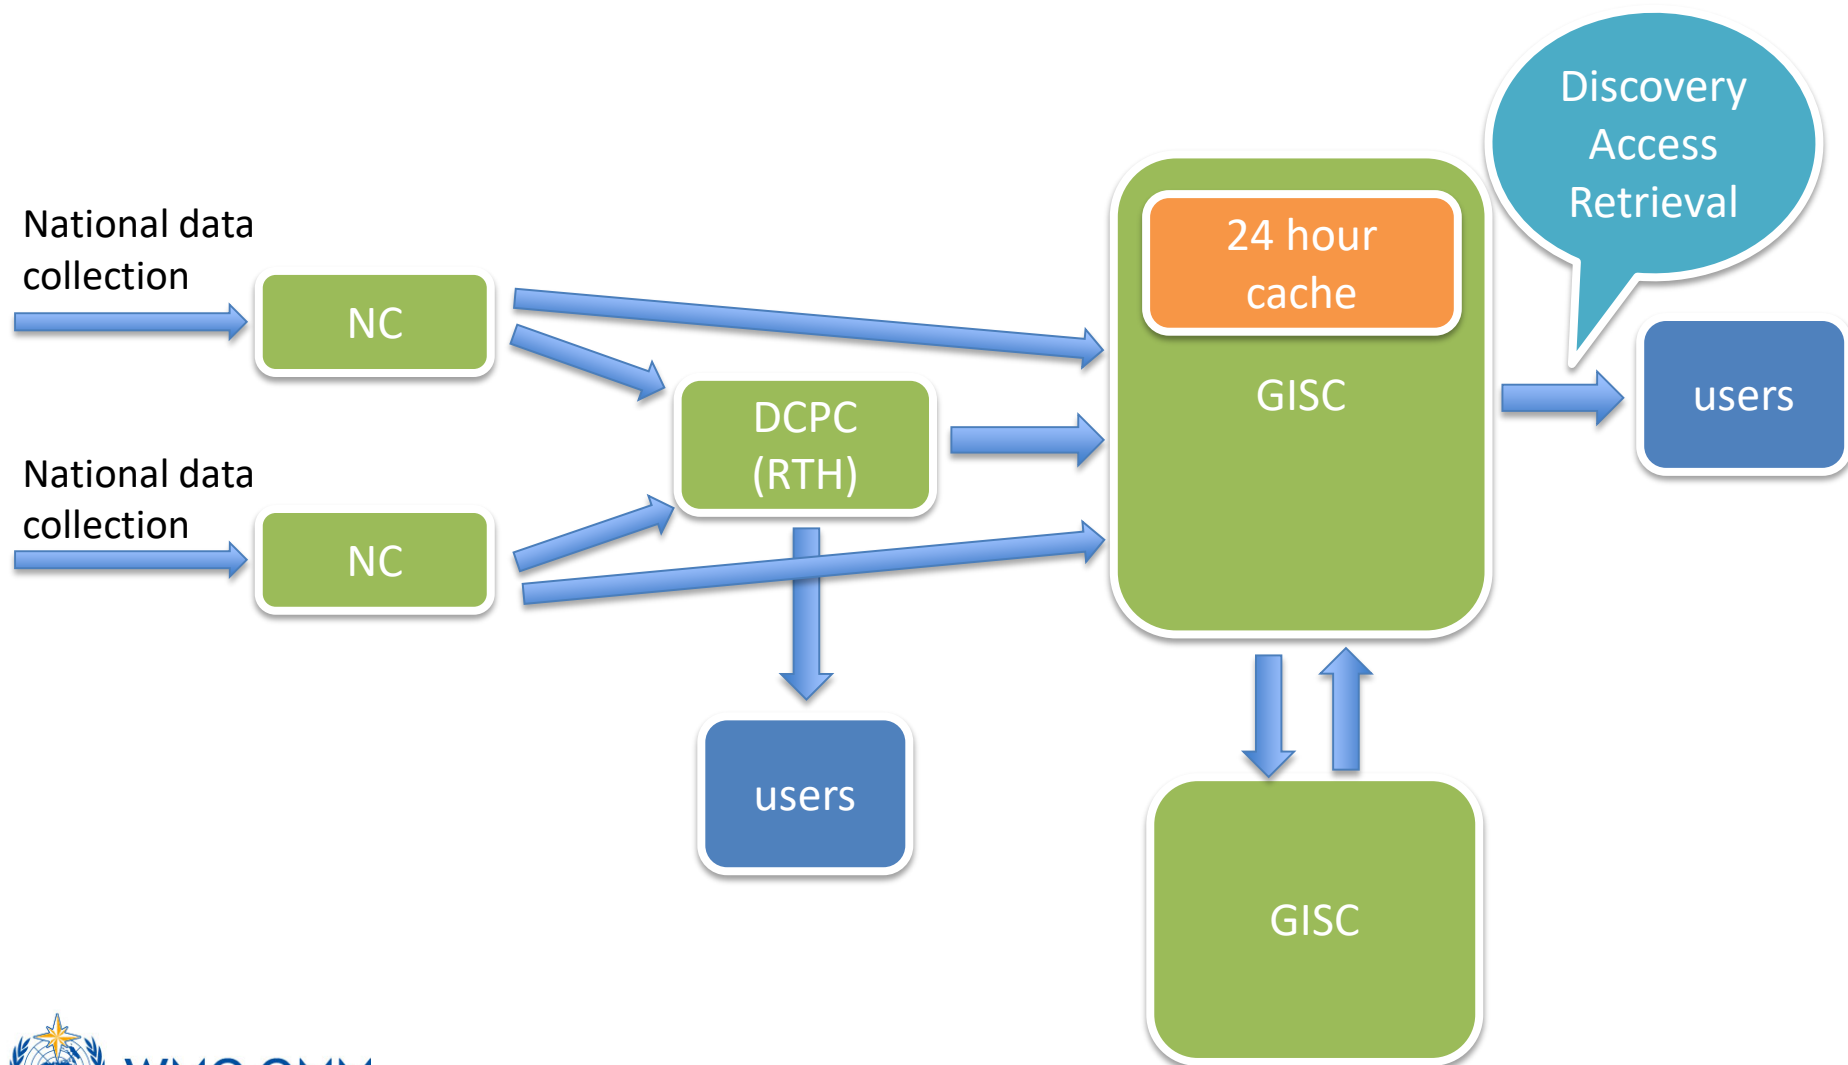 Discovery
Access
Retrieval
24 hour
cache
National data
collection
NC
GISC
users
DCPC
(RTH)
National data
collection
NC
users
GISC